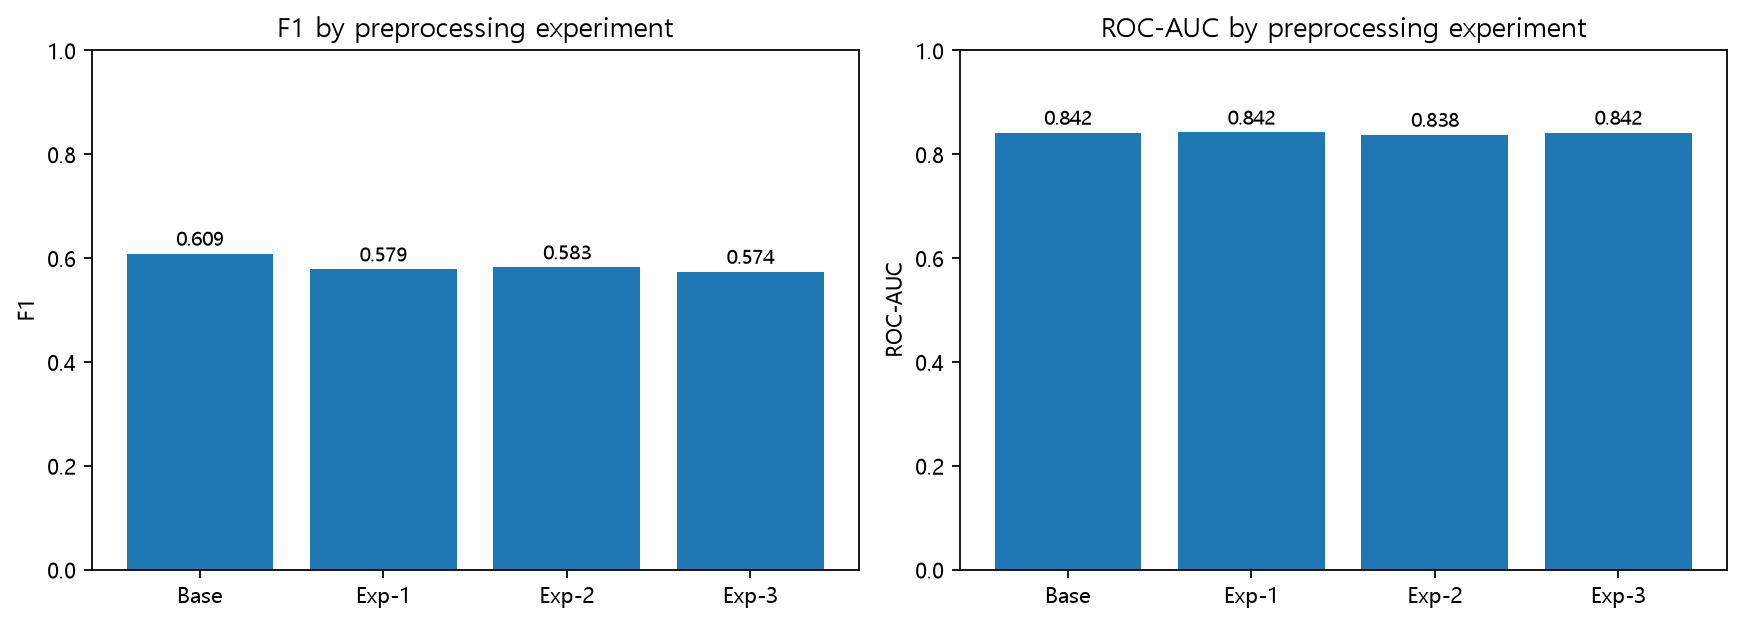 F1 by preprocessing experiment
1.0
0.8
0.6
0.4
0.2
0.0
F1
0.609
0.579
0.583
0.574
Base
Exp-1
Exp-2
Exp-3
ROC-AUC by preprocessing experiment
1.0
0.8
0.6
0.4
0.2
0.0
ROC-AUC
0.842
0.842
0.838
0.842
Base
Exp-1
Exp-2
Exp-3